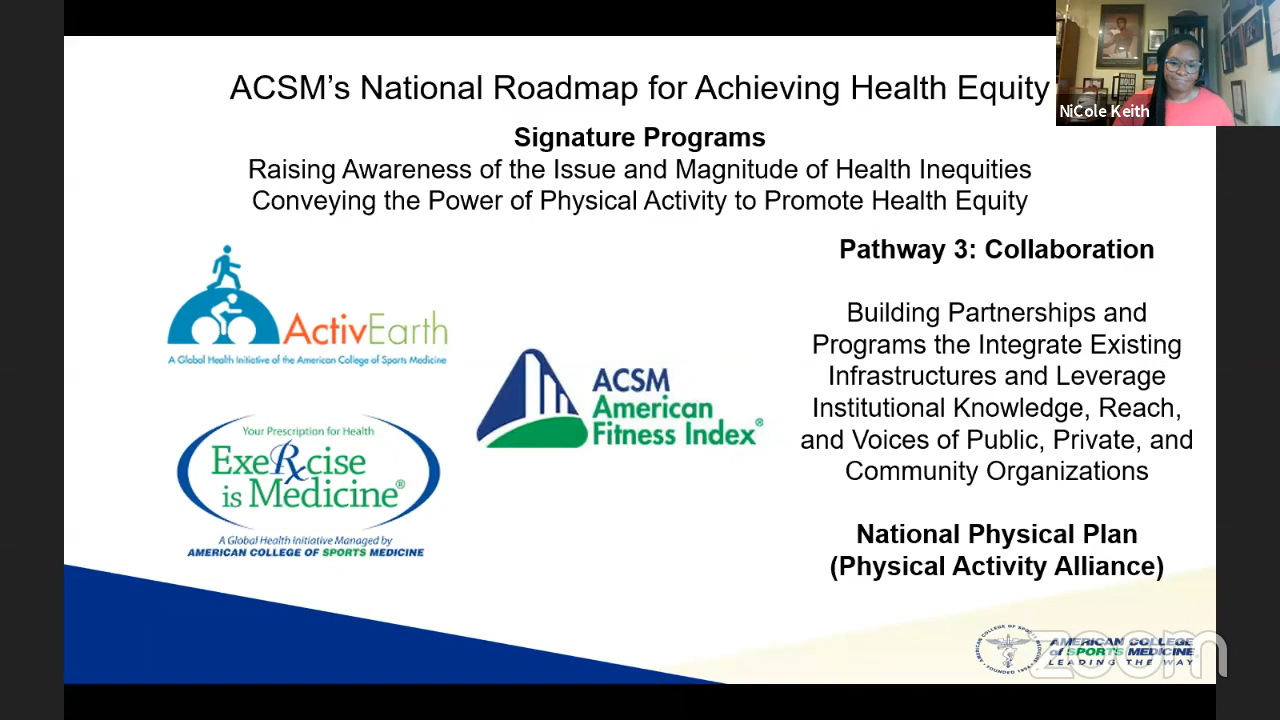 ACSM’s National Roadmap for Achieving Health Equity
NiCole Keith
Signature Programs
Raising Awareness of the Issue and Magnitude of Health Inequities
Conveying the Power of Physical Activity to Promote Health Equity
ActivEarth
A Global Health Initiative of the American College of Sports Medicine
ACSM
American
Fitness Index®
Your Prescription for Health
ExeRxcise
is Medicine®
A Global Health Initiative Managed by
AMERICAN COLLEGE OF SPORTS MEDICINE
Pathway 3: Collaboration
Building Partnerships and
Programs the Integrate Existing
Infrastructures and Leverage
Institutional Knowledge, Reach,
and Voices of Public, Private, and
Community Organizations
National Physical Plan
(Physical Activity Alliance)
AMERICAN COLLEGE
of SPORTS MEDICINE
LEADING THE WAY
zoom